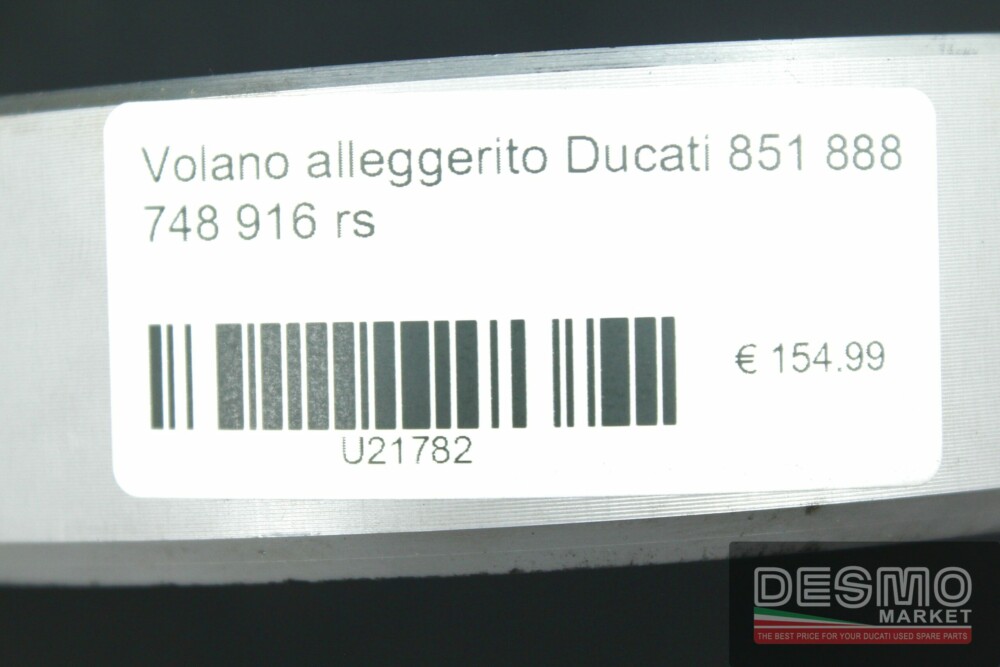 Volano alleggerito Ducati 851 888
748 916 rs
€ 154.99
U21782
DESMO
MARKET
THE BEST PRICE FOR YOUR DUCATI USED SPARE PARTS